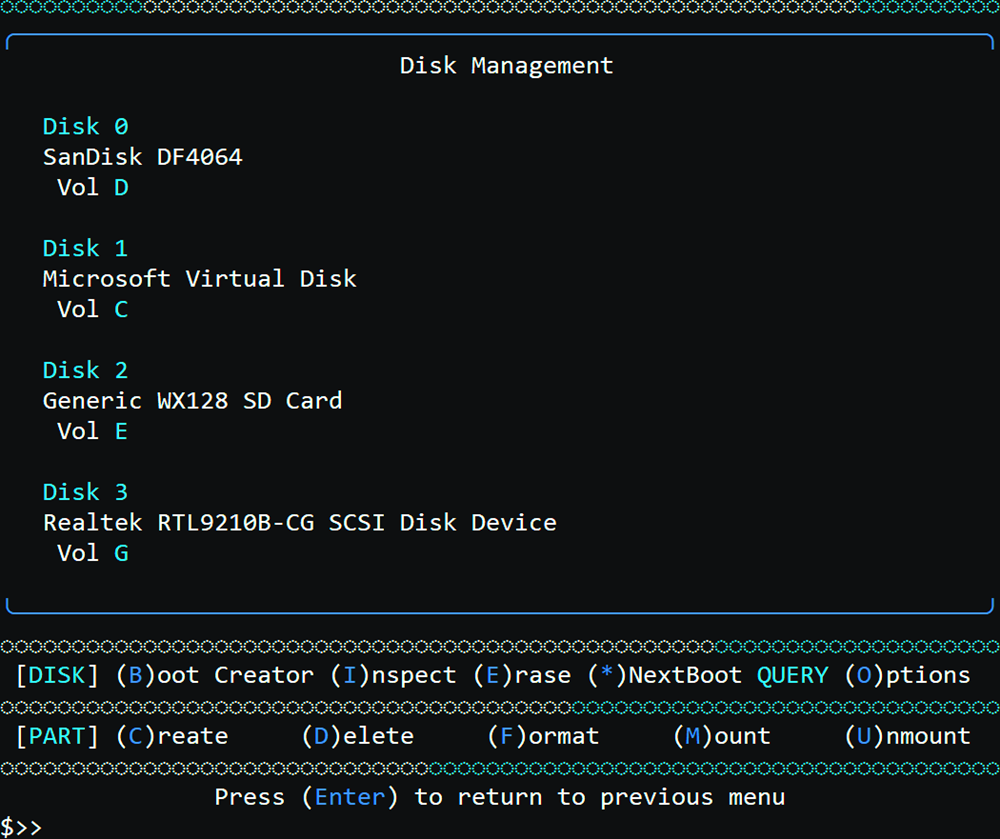 Disk Management
Disk 0
SanDisk DF4064
Vol D
Disk 1
Microsoft Virtual Disk
Vol C
Disk 2
Generic WX128 SD Card
Vol E
Disk 3
Realtek RTL9210B-CG SCSI Disk Device
Vol G
[DISK] (B)oot Creator (I)nspect (E)rase (*)NextBoot QUERY (O)ptions
[PART] (C)reate (D)elete (F)ormat (M)ount (U)nmount
Press (Enter) to return to previous menu
$>>